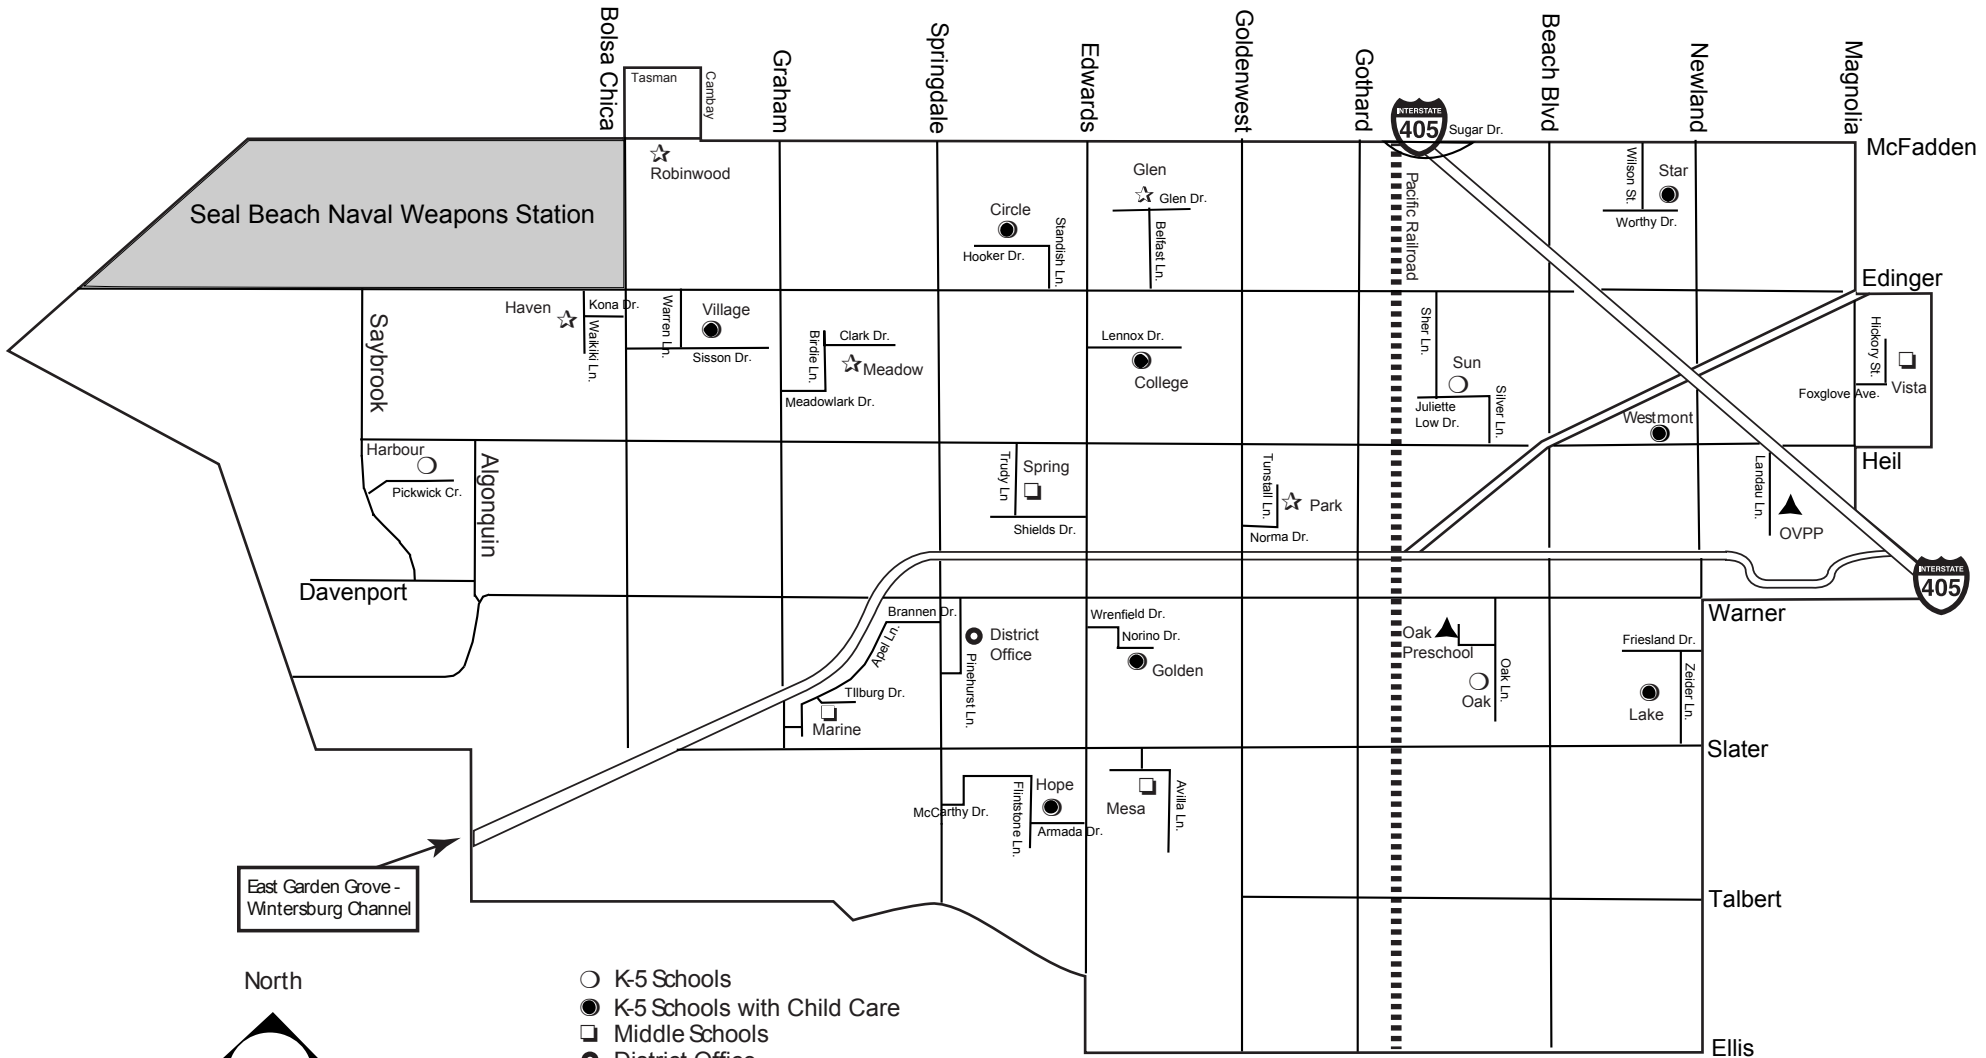 Bolsa Chica
Tasman
Cambay
Graham
Springdale
Edwards
Goldenwest
Gothard
INTERSTATE
405
Sugar Dr.
Beach Blvd
Newland
Magnolia
McFadden
Robinwood
Seal Beach Naval Weapons Station
Circle
Hooker Dr.
Standish Ln.
Glen
Glen Dr.
Belfast Ln.
Pacific Railroad
Wilson St.
Star
Worthy Dr.
Edinger
Saybrook
Haven
Kona Dr.
Waikiki Ln.
Warren Ln.
Village
Sisson Dr.
Birdie Ln.
Clark Dr.
Meadow
Meadowlark Dr.
Lennox Dr.
College
Sher Ln.
Sun
Juliette
Low Dr.
Silver Ln.
Westmont
Hickory St.
Foxglove Ave.
Vista
Heil
Harbour
Pickwick Cr.
Algonquin
Trudy Ln
Spring
Shields Dr.
Tunstall Ln.
Park
Norma Dr.
Landau Ln.
OVPP
INTERSTATE
405
Davenport
Warner
Brannen Dr.
Apel Ln.
TIlburg Dr.
Marine
District
Office
Pinehurst Ln.
Wrenfield Dr.
Norino Dr.
Golden
Oak
Preschool
Oak
Oak Ln.
Friesland Dr.
Zeider Ln.
Lake
Slater
McCarthy Dr.
Flintstone Ln.
Hope
Armada Dr.
Mesa
Avilla Ln.
East Garden Grove -
Wintersburg Channel
Talbert
North
K-5 Schools
K-5 Schools with Child Care
Middle Schools
District Office
Ellis